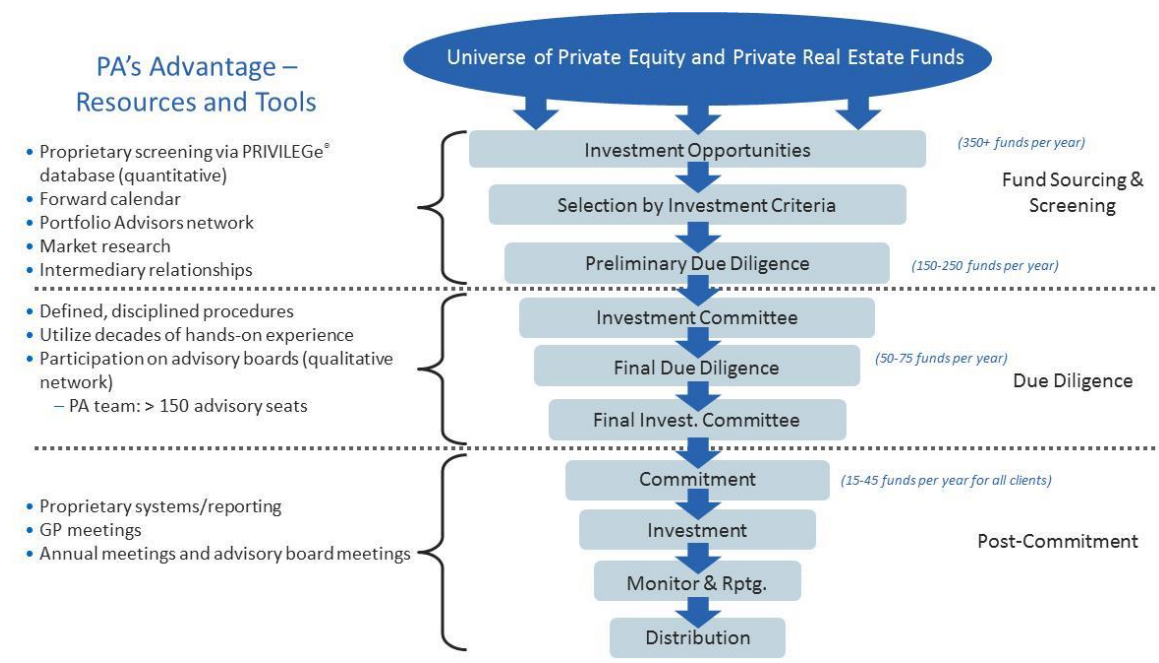 PA's Advantage –
Resources and Tools
Universe of Private Equity and Private Real Estate Funds
• Proprietary screening via PRIVILEGe®
database (quantitative)
• Forward calendar
• Portfolio Advisors network
• Market research
• Intermediary relationships
Investment Opportunities
(350+ funds per year)
Selection by Investment Criteria
Fund Sourcing &
Screening
Preliminary Due Diligence
(150-250 funds per year)
• Defined, disciplined procedures
• Utilize decades of hands-on experience
• Participation on advisory boards (qualitative
network)
– PA team: > 150 advisory seats
Investment Committee
Final Due Diligence
(50-75 funds per year)
Due Diligence
Final Invest. Committee
• Proprietary systems/reporting
• GP meetings
• Annual meetings and advisory board meetings
Commitment
(15-45 funds per year for all clients)
Investment
Post-Commitment
Monitor & Rptg.
Distribution